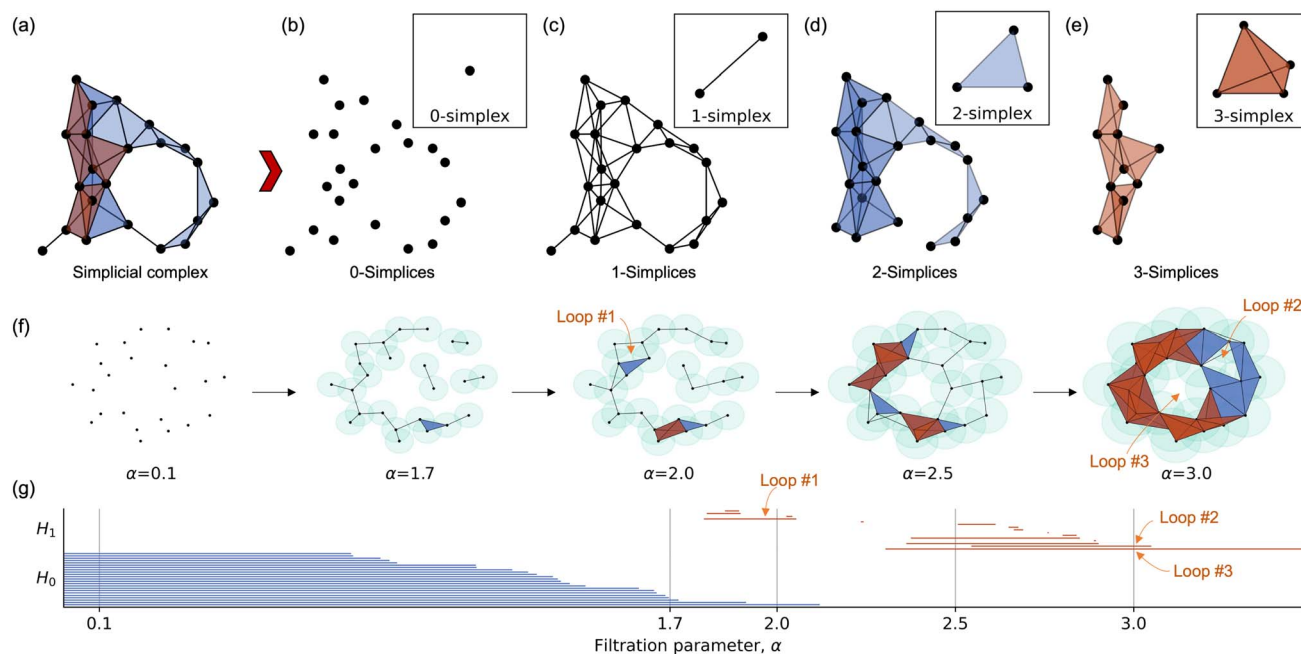 (a)
(b)
(c)
(d)
(e)
0-simplex
1-simplex
2-simplex
3-simplex
Simplicial complex
0-Simplices
1-Simplices
2-Simplices
3-Simplices
(f)
Loop #1
Loop #2
Loop #3
α=0.1
α=1.7
α=2.0
α=2.5
α=3.0
(g)
Loop #1
H₁
Loop #2
Loop #3
H₀
0.1
1.7
2.0
2.5
3.0
Filtration parameter, α